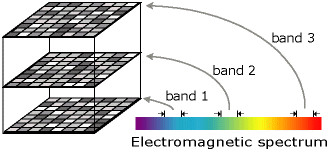 band 3
band 2
band 1
Electromagnetic spectrum